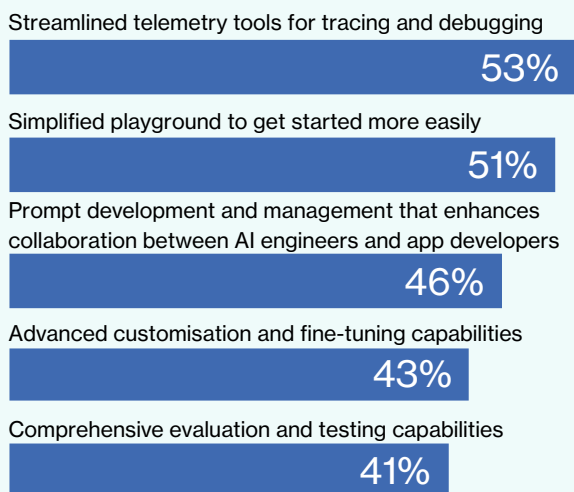 Streamlined telemetry tools for tracing and debugging
53%
Simplified playground to get started more easily
51%
Prompt development and management that enhances
collaboration between AI engineers and app developers
46%
Advanced customisation and fine-tuning capabilities
43%
Comprehensive evaluation and testing capabilities
41%